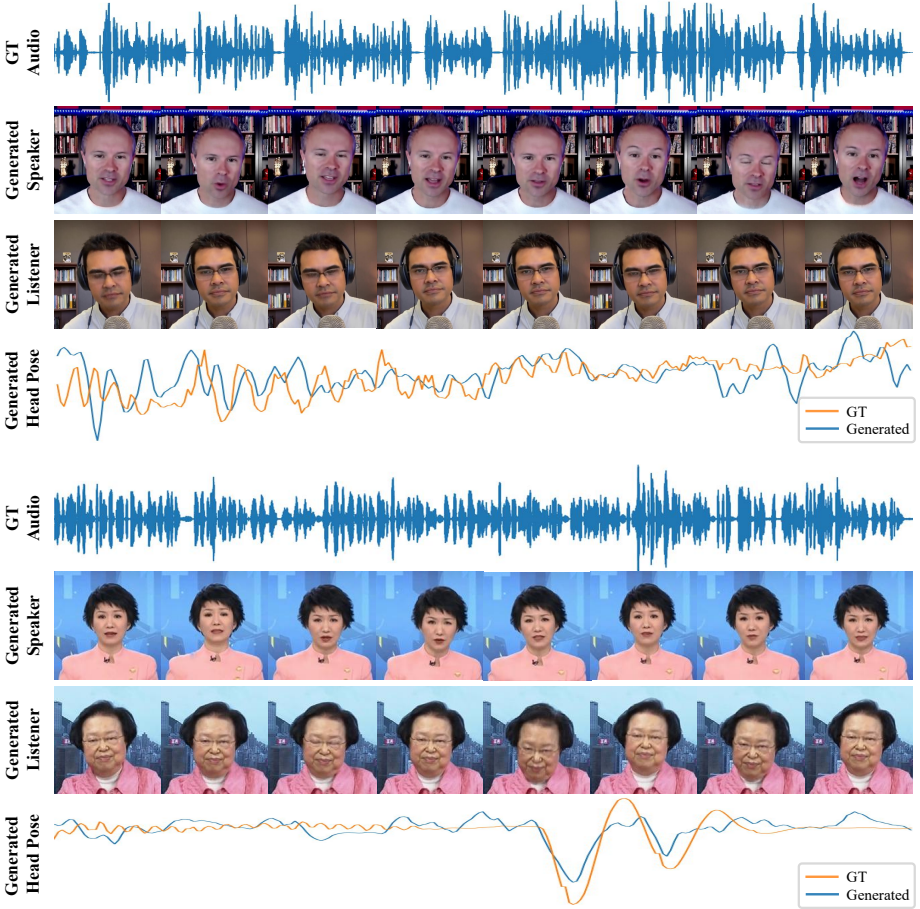 GT
Audio
Generated
Speaker
Generated
Listener
Generated
Head Pose
GT
Generated
GT
Audio
Generated
Speaker
Generated
Listener
Generated
Head Pose
GT
Generated